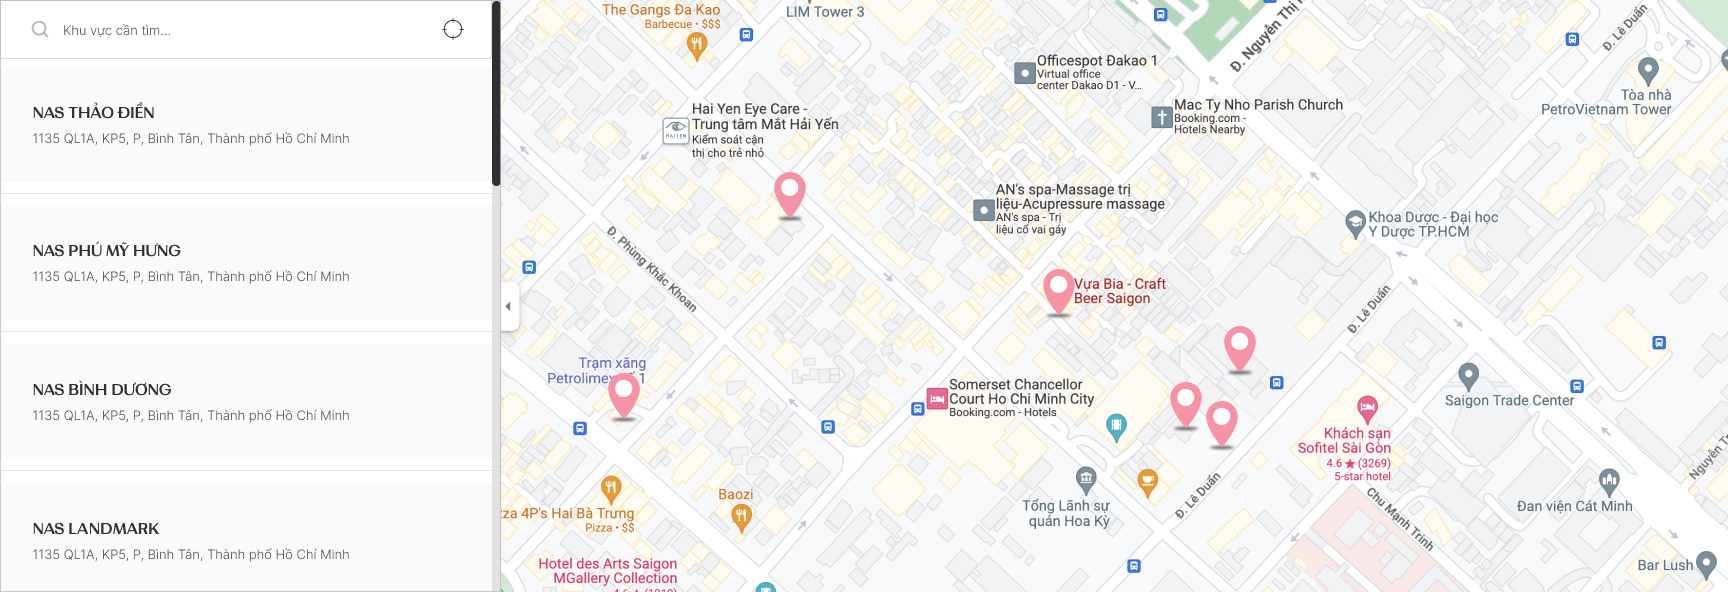 Khu vực cần tìm...
NAS THẢO ĐIỀN
1135 QL1A, KP5, P, Bình Tân, Thành phố Hồ Chí Minh
NAS PHÚ MỸ HƯNG
1135 QL1A, KP5, P, Bình Tân, Thành phố Hồ Chí Minh
NAS BÌNH DƯƠNG
1135 QL1A, KP5, P, Bình Tân, Thành phố Hồ Chí Minh
NAS LANDMARK
1135 QL1A, KP5, P, Bình Tân, Thành phố Hồ Chí Minh
The Gangs Đa Kao
Barbecue • $$$
LIM Tower 3
Đ. Nguyễn Thị
Đ. Lê Duẩn
Officespot Đakao 1
Virtual office
center Dakao D1 - V...
Tòa nhà
PetroVietnam Tower
Hai Yen Eye Care -
Trung tâm Mắt Hải Yến
Kiểm soát cận
thị cho trẻ nhỏ
HAIYEN
Mac Ty Nho Parish Church
Booking.com -
Hotels Nearby
AN's spa-Massage trị
liệu-Acupressure massage
AN's spa - Trị
liệu cổ vai gáy
Khoa Dược - Đại học
Y Dược TP.HCM
Đ. Phùng Khắc Khoan
Vựa Bia - Craft
Beer Saigon
Đ. Lê Duẩn
Trạm xăng
Petrolimex 1
Somerset Chancellor
Court Ho Chi Minh City
Booking.com - Hotels
Saigon Trade Center
Khách sạn
Sofitel Sài Gòn
4.6 ★ (3269)
5-star hotel
Nguyễn
Chu Mạnh Trinh
Đ. Lê Duẩn
Tổng Lãnh sự
quán Hoa Kỳ
Đan viện Cát Minh
Baozi
zza 4P's Hai Bà Trưng
Pizza • $$
Hotel des Arts Saigon
MGallery Collection
Bar Lush